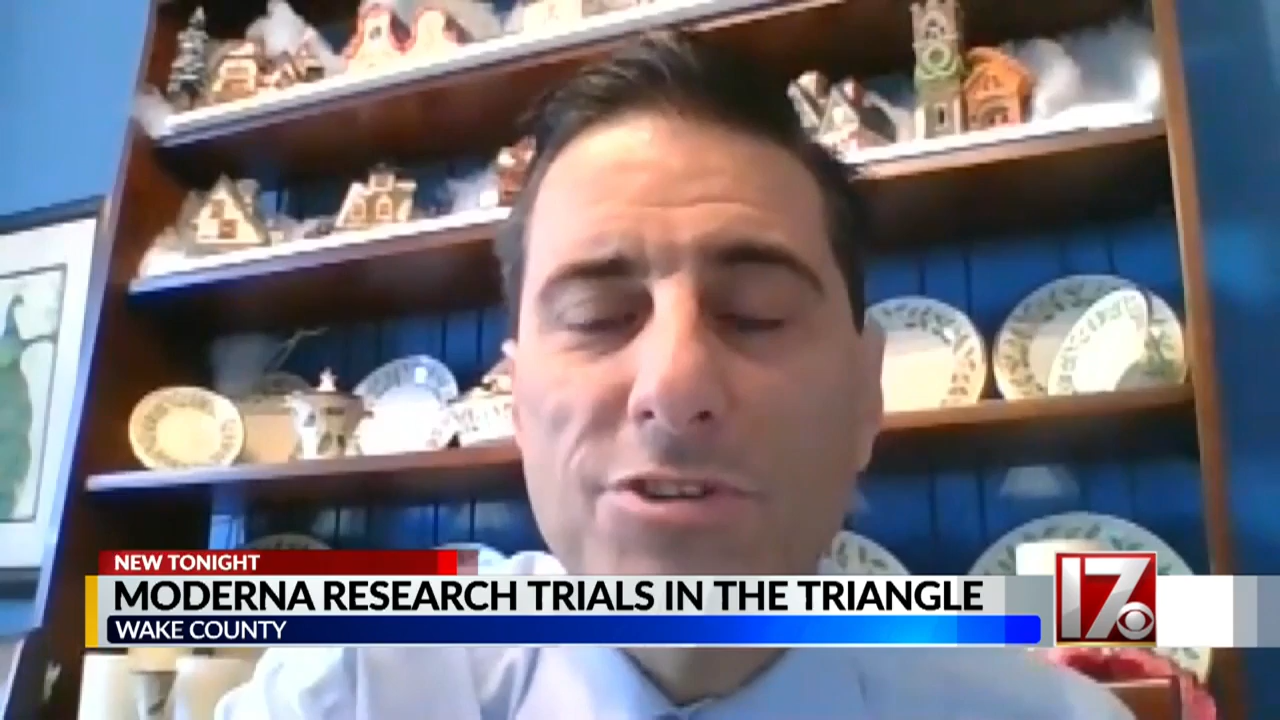 NEW TONIGHT
MODERNA RESEARCH TRIALS IN THE TRIANGLE
17
WAKE COUNTY